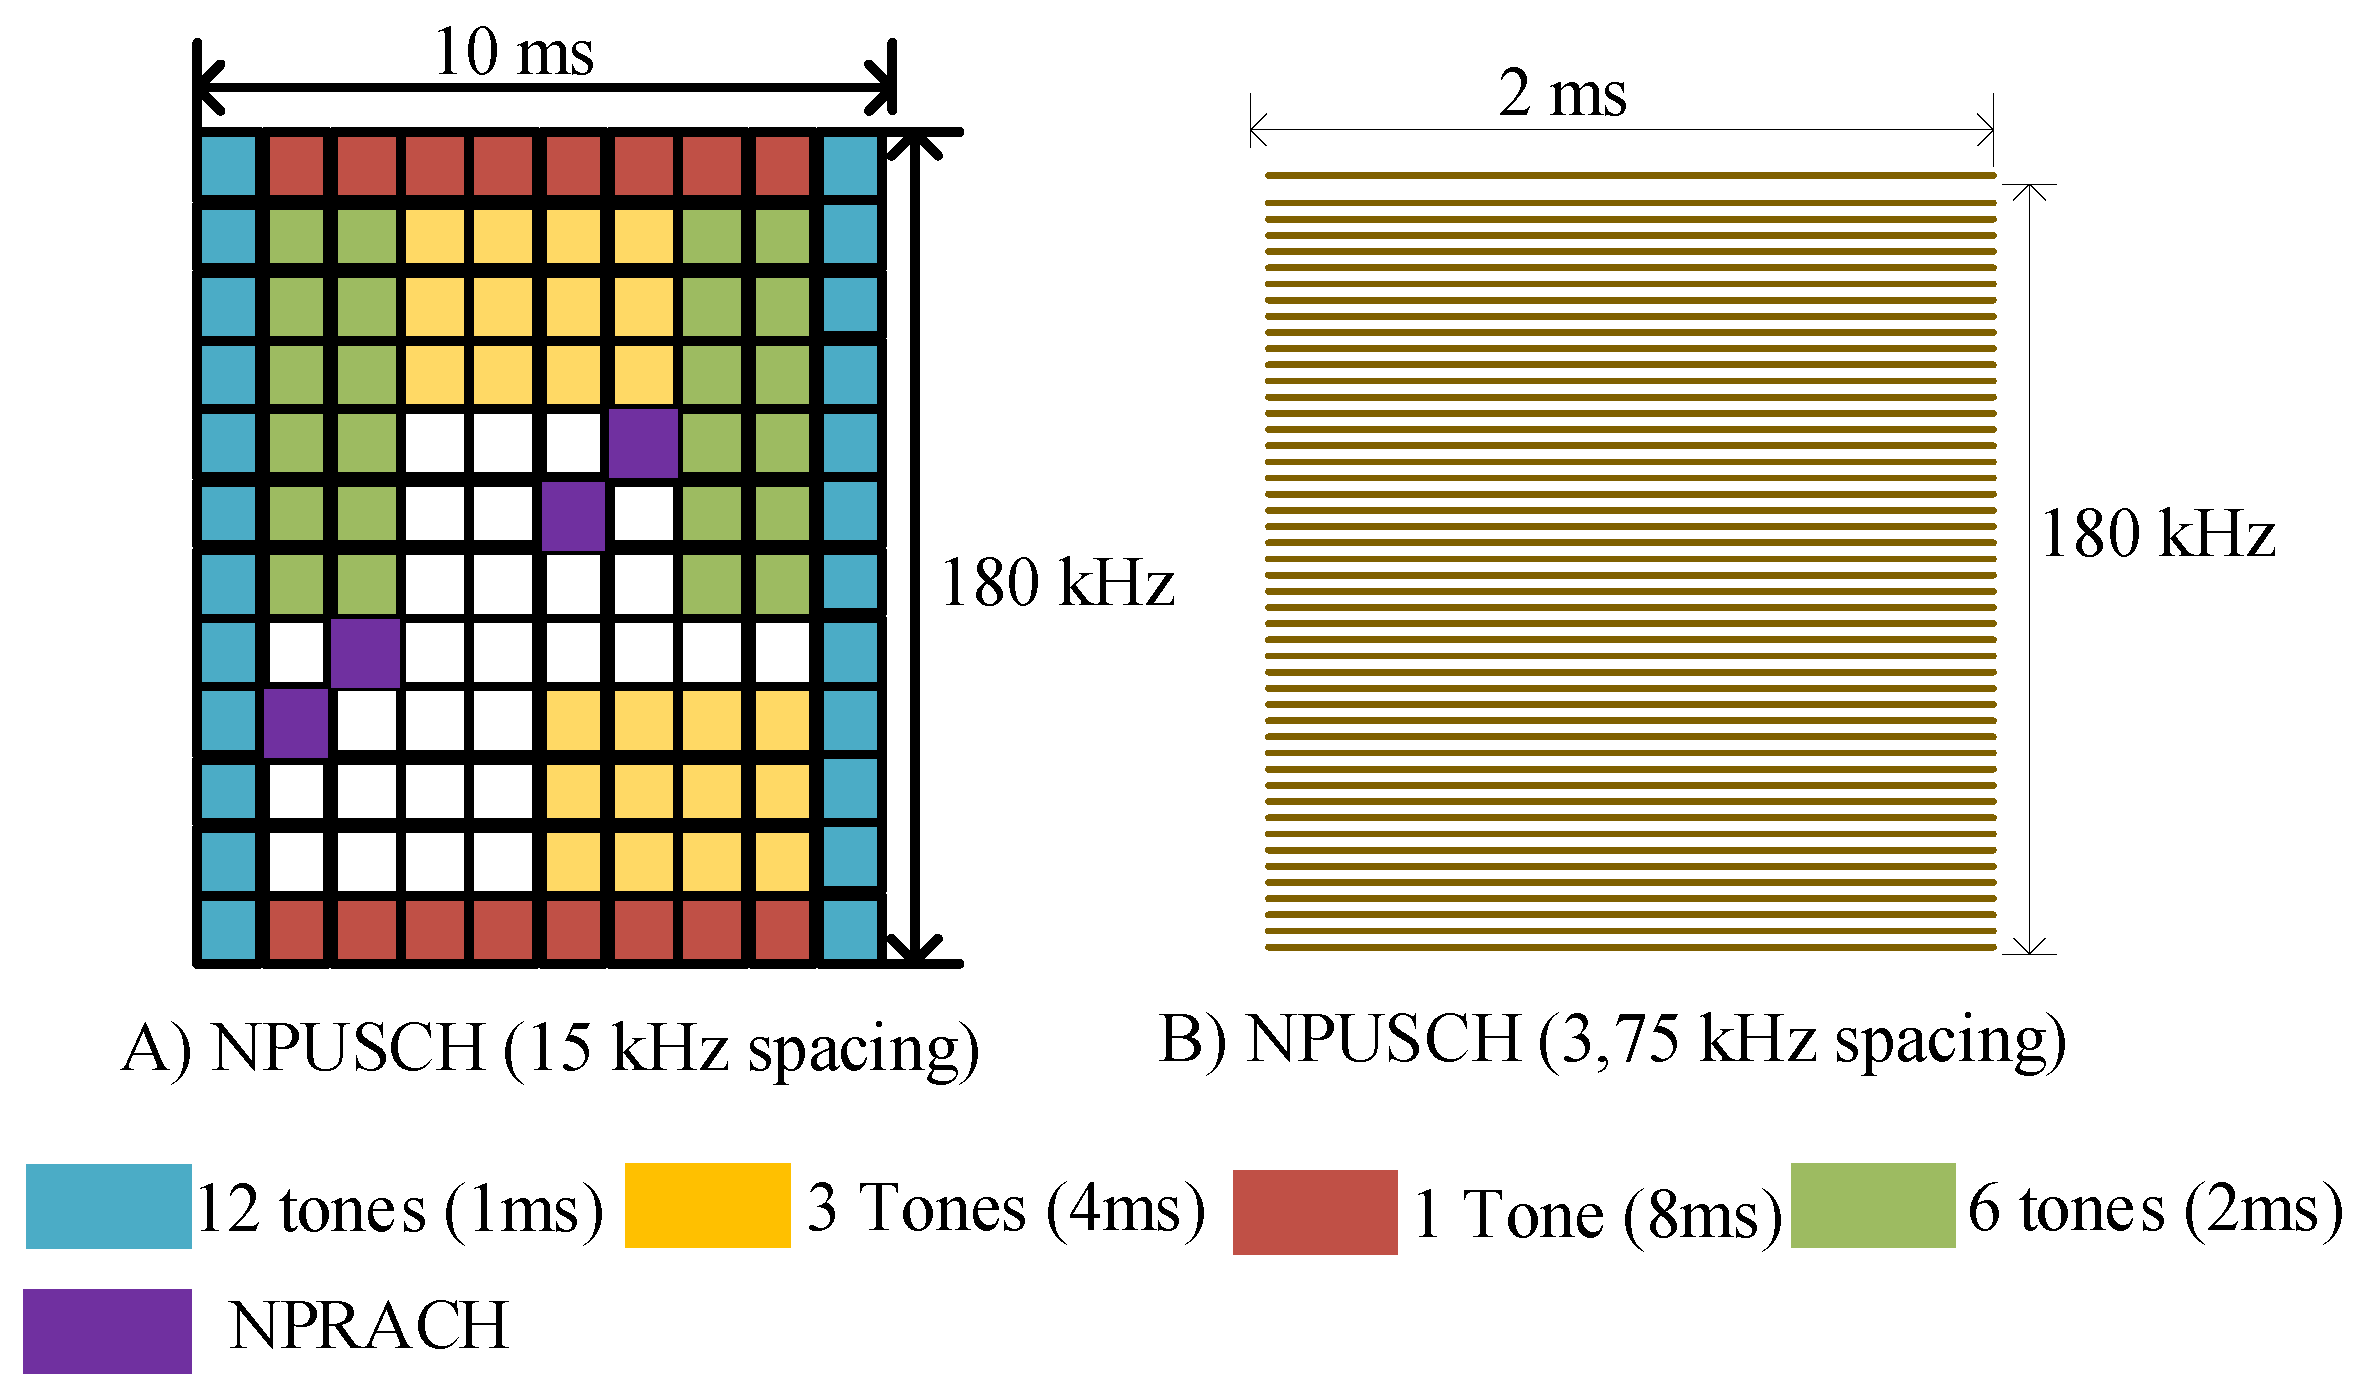 10 ms
2 ms
180 kHz
180 kHz
A) NPUSCH (15 kHz spacing)
B) NPUSCH (3,75 kHz spacing)
12 tones (1ms)
3 Tones (4ms)
1 Tone (8ms)
6 tones (2ms)
NPRACH